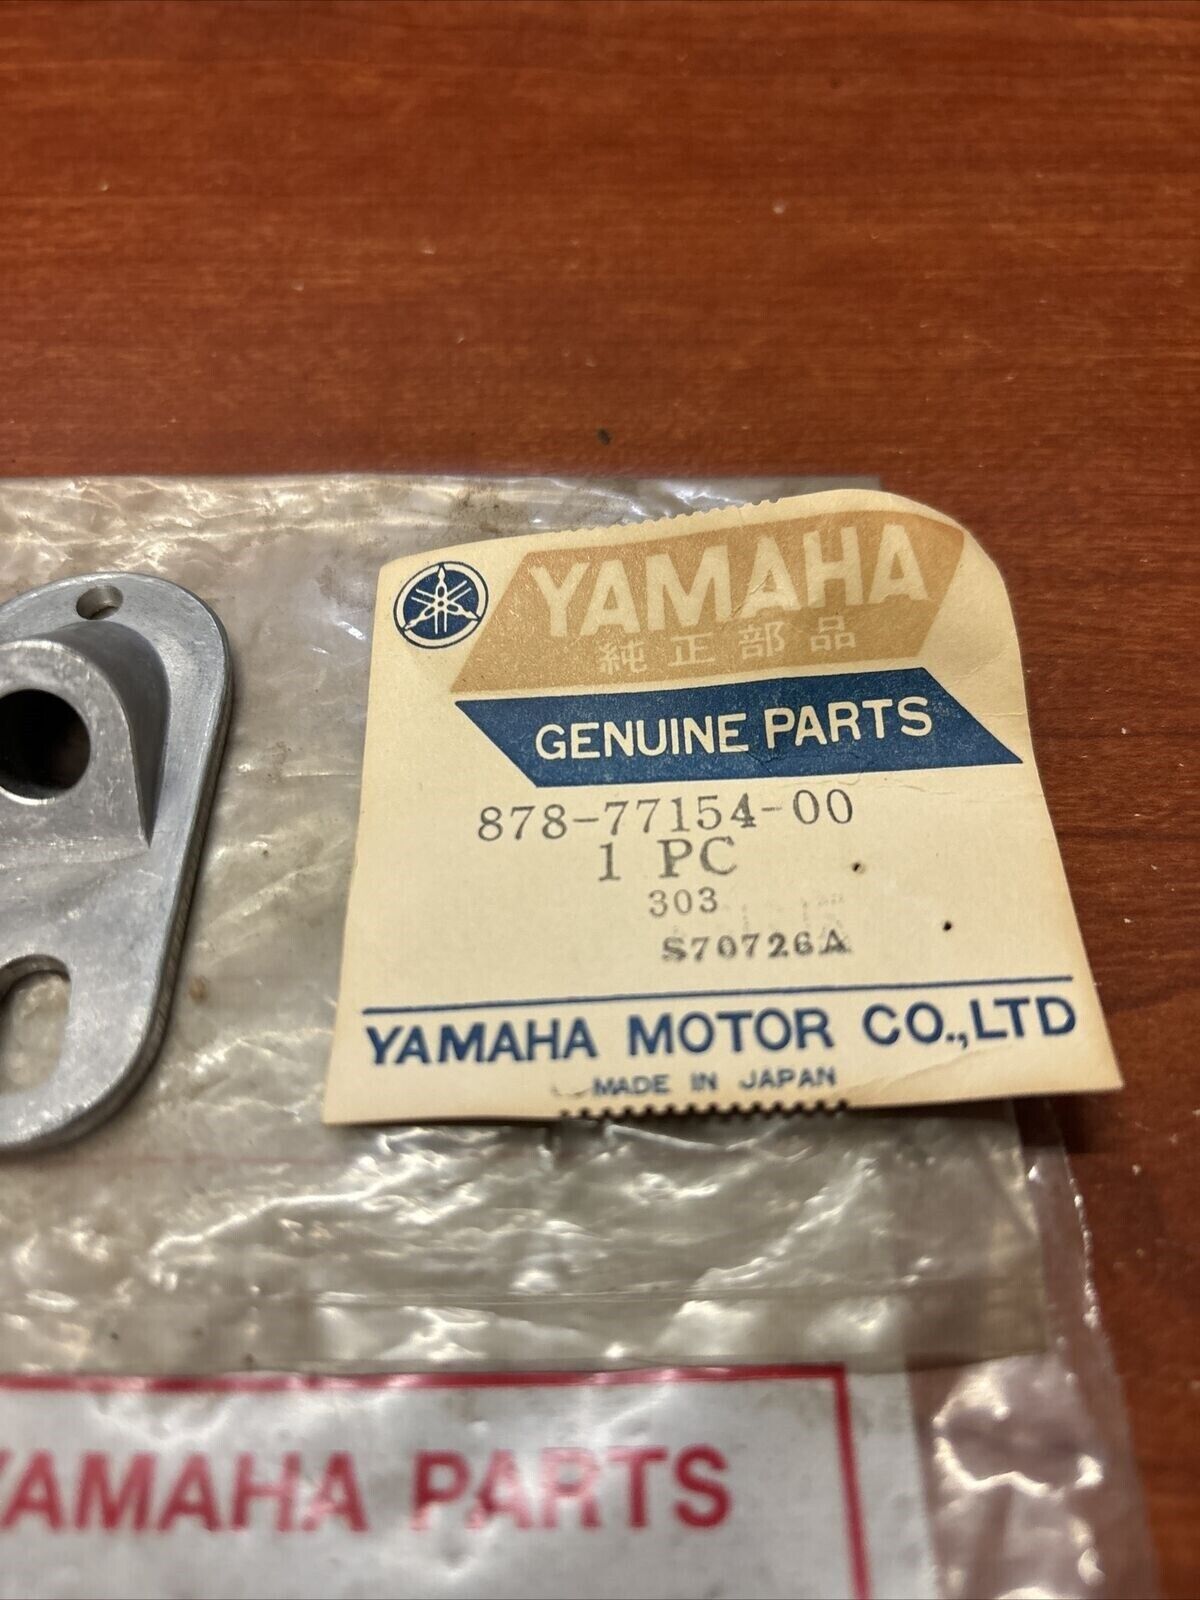 YAMAHA
純正部品
GENUINE PARTS
878-77154-00
1 PC
303
S70726A
YAMAHA MOTOR CO.,LTD
MADE IN JAPAN
YAMAHA PARTS